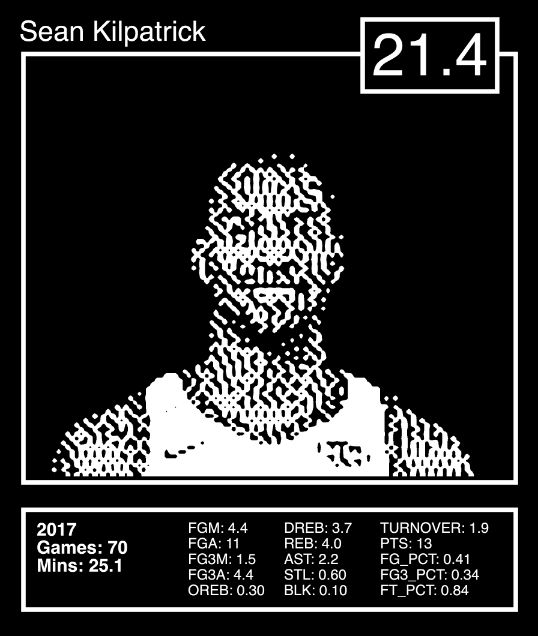 Sean Kilpatrick
21.4
2017
Games: 70
Mins: 25.1
FGM: 4.4
FGA: 11
FG3M: 1.5
FG3A: 4.4
OREB: 0.30
DREB: 3.7
REB: 4.0
AST: 2.2
STL: 0.60
BLK: 0.10
TURNOVER: 1.9
PTS: 13
FG_PCT: 0.41
FG3_PCT: 0.34
FT_PCT: 0.84